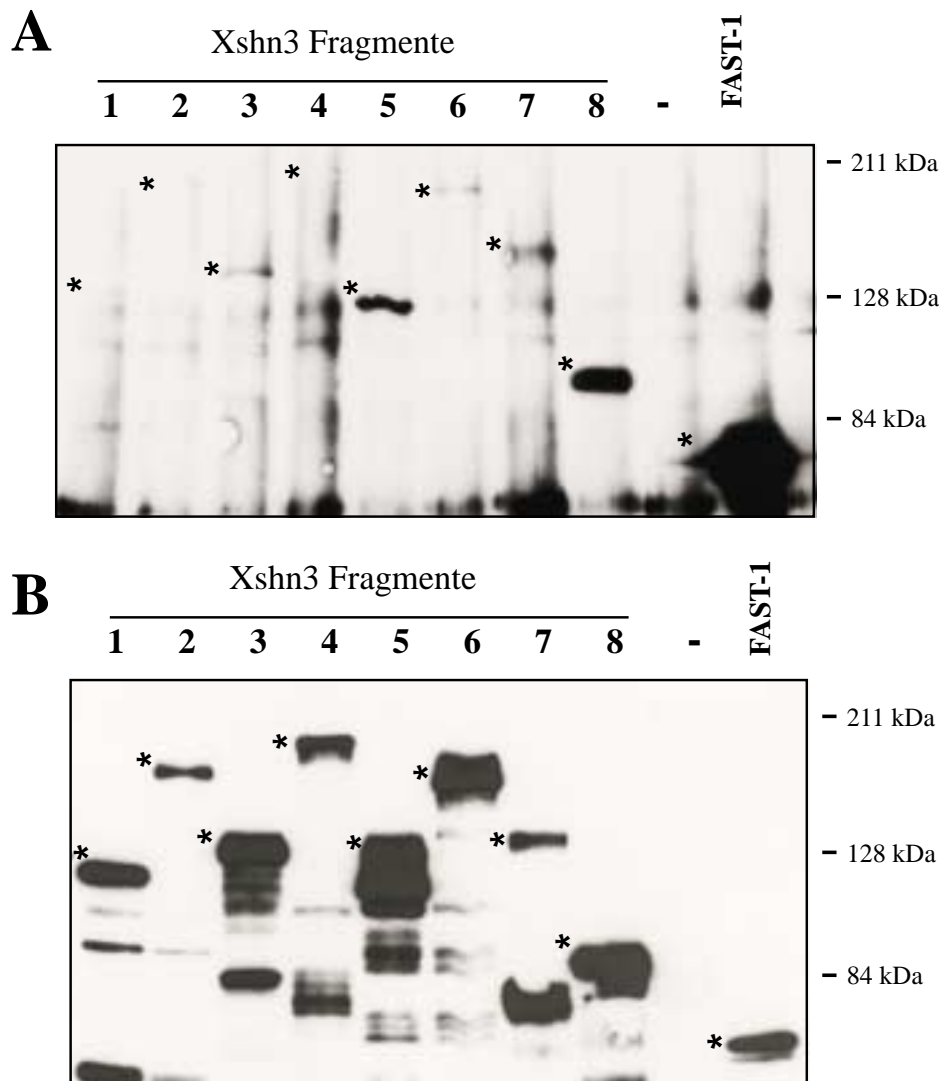 A
Xshn3 Fragmente
FAST-1
1 2 3 4 5 6 7 8 -
* * * * * * * * *
211 kDa
128 kDa
84 kDa
B
Xshn3 Fragmente
FAST-1
1 2 3 4 5 6 7 8 -
* * * * * * * * *
211 kDa
128 kDa
84 kDa